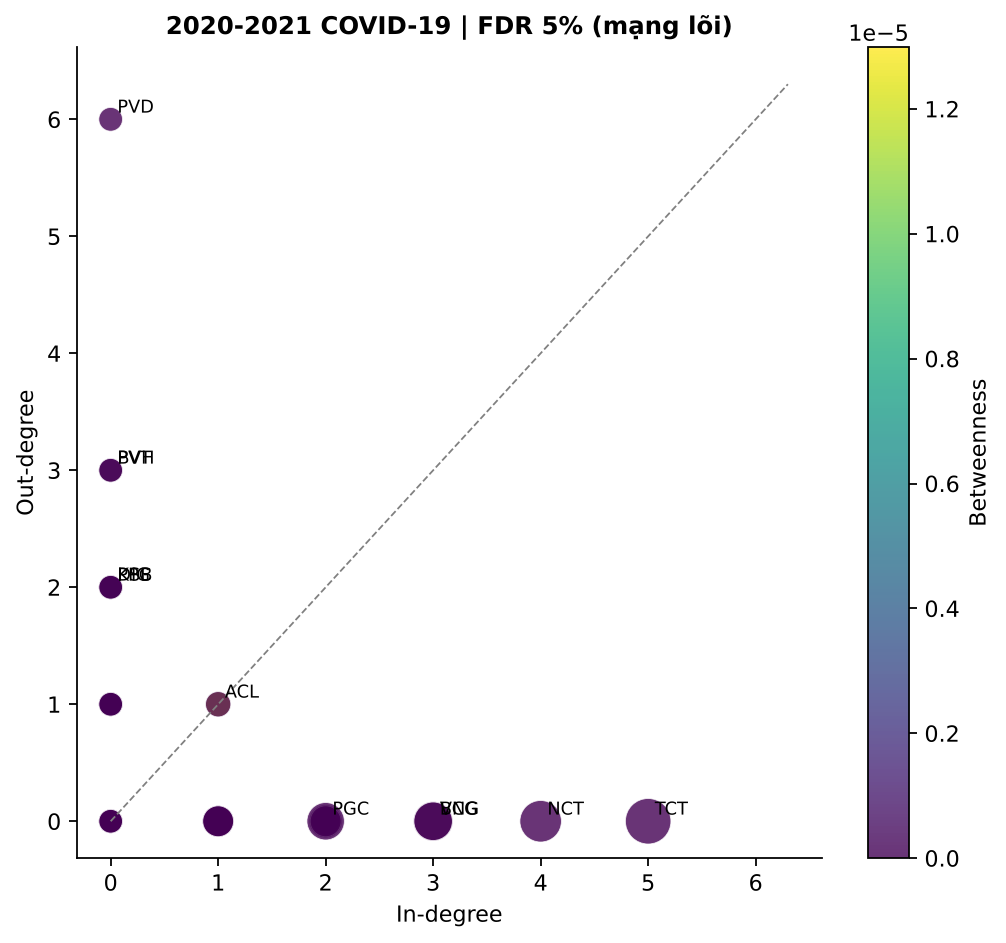 2020-2021 COVID-19 | FDR 5% (mạng lõi)
1e−5
PVD
6
5
4
3
2
1
0
ACL
PGC
NCT
TCT
0
1
2
3
4
5
6
In-degree
Out-degree
1.2
1.0
0.8
0.6
0.4
0.2
0.0
Betweenness